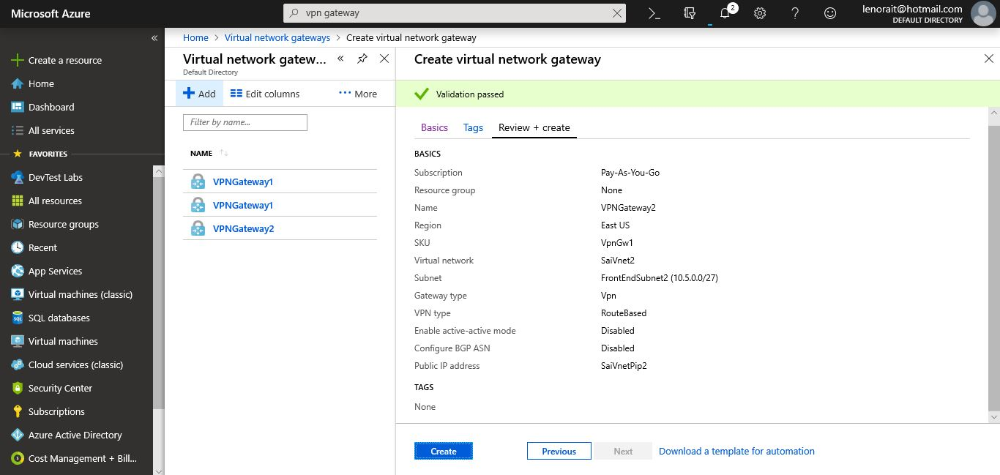 Microsoft Azure
vpn gateway
2
lenorait@hotmail.com
DEFAULT DIRECTORY
Create a resource
Home
Dashboard
All services
FAVORITES
DevTest Labs
All resources
Resource groups
Recent
App Services
Virtual machines (classic)
SQL databases
Virtual machines
Cloud services (classic)
Security Center
Subscriptions
Azure Active Directory
Cost Management + Bill...
Home > Virtual network gateways > Create virtual network gateway
Virtual network gatew...
Default Directory
Add Edit columns ··· More
Filter by name...
NAME
VPNGateway1
VPNGateway1
VPNGateway2
Create virtual network gateway
Validation passed
Basics Tags Review + create
BASICS
Subscription Pay-As-You-Go
Resource group None
Name VPNGateway2
Region East US
SKU VpnGw1
Virtual network SaiVnet2
Subnet FrontEndSubnet2 (10.5.0.0/27)
Gateway type Vpn
VPN type RouteBased
Enable active-active mode Disabled
Configure BGP ASN Disabled
Public IP address SaiVnetPip2
TAGS
None
Create Previous Next Download a template for automation